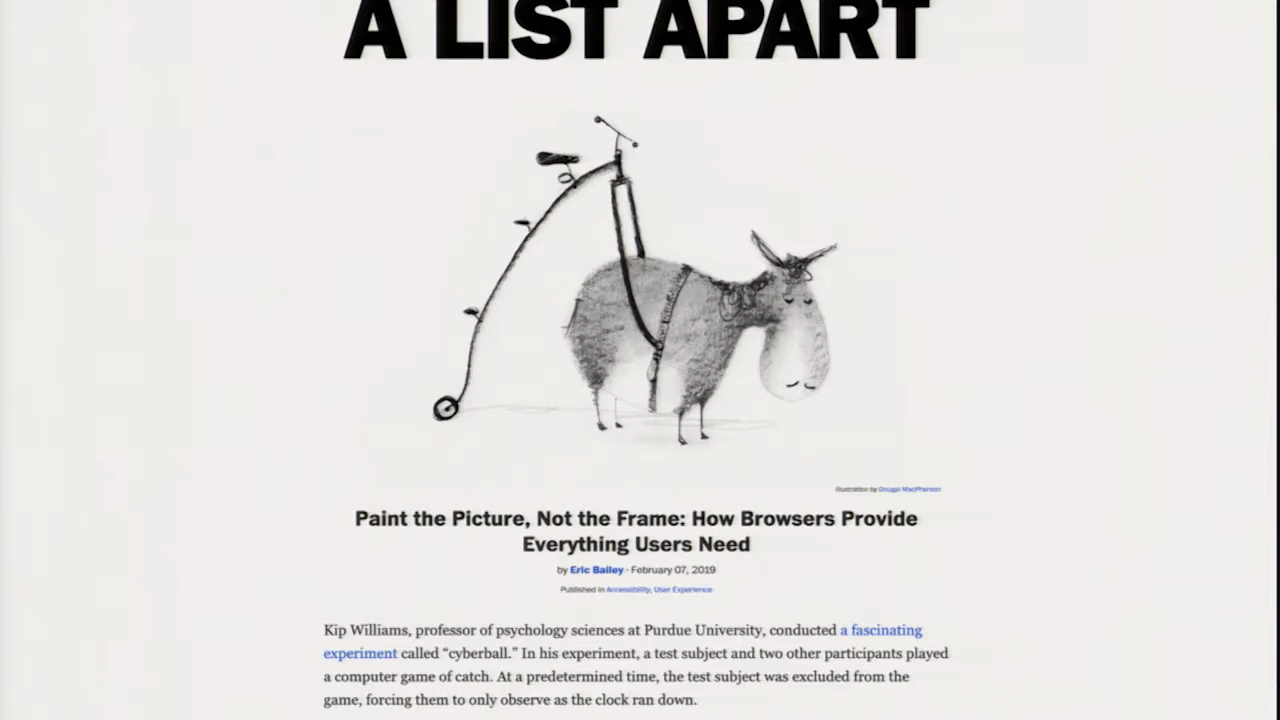 A LIST APART
Illustration by Dougal MacPherson
Paint the Picture, Not the Frame: How Browsers Provide
Everything Users Need
by Eric Bailey · February 07, 2019
Published in Accessibility, User Experience
Kip Williams, professor of psychology sciences at Purdue University, conducted a fascinating
experiment called “cyberball.” In his experiment, a test subject and two other participants played
a computer game of catch. At a predetermined time, the test subject was excluded from the
game, forcing them to only observe as the clock ran down.